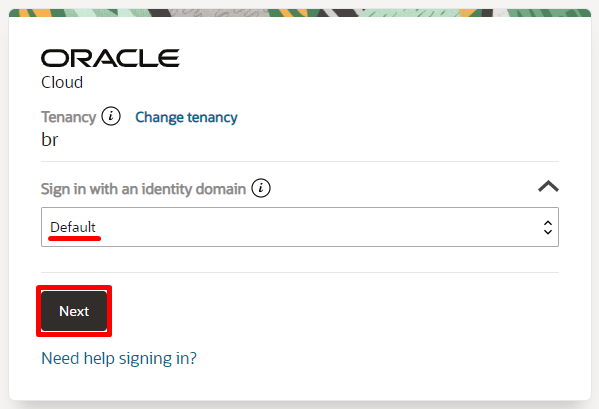 ORACLE
Cloud
Tenancy Change tenancy
br
Sign in with an identity domain
Default
Next
Need help signing in?